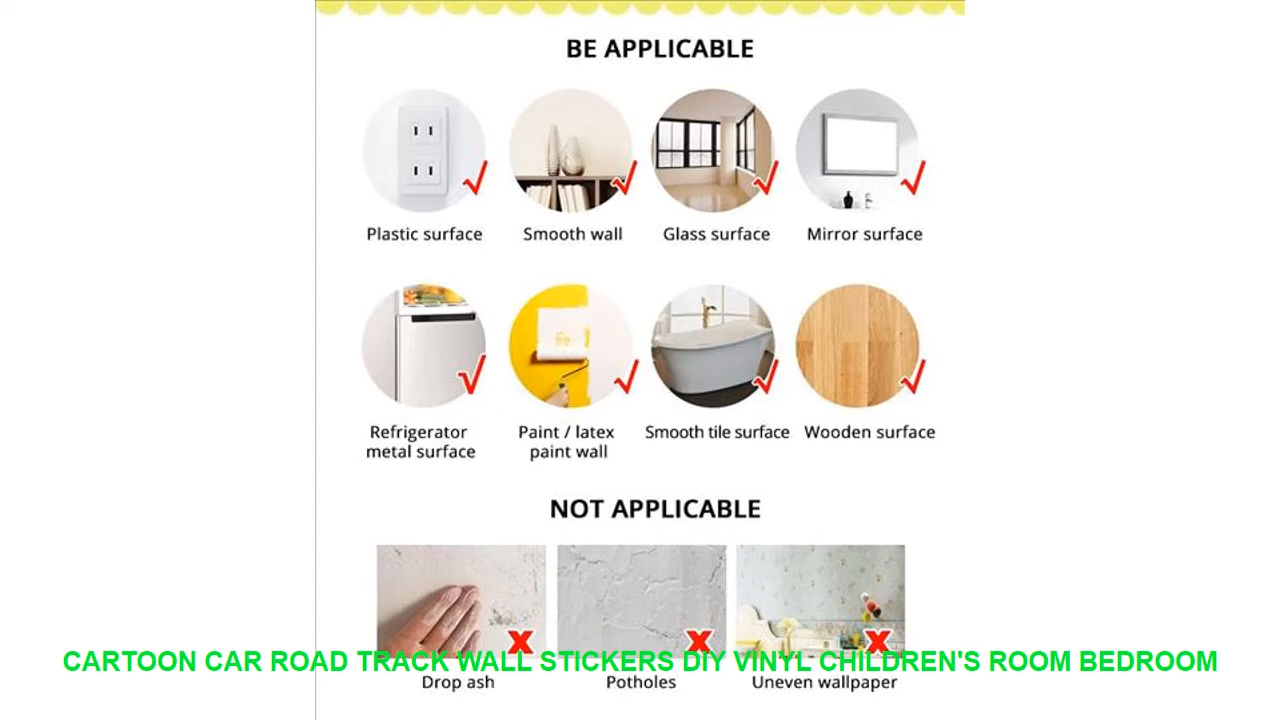 BE APPLICABLE
Plastic surface
Smooth wall
Glass surface
Mirror surface
Refrigerator
metal surface
Paint / latex
paint wall
Smooth tile surface
Wooden surface
NOT APPLICABLE
CARTOON CAR ROAD TRACK WALL STICKERS DIY VINYL CHILDREN'S ROOM BEDROOM
Drop ash
Potholes
Uneven wallpaper